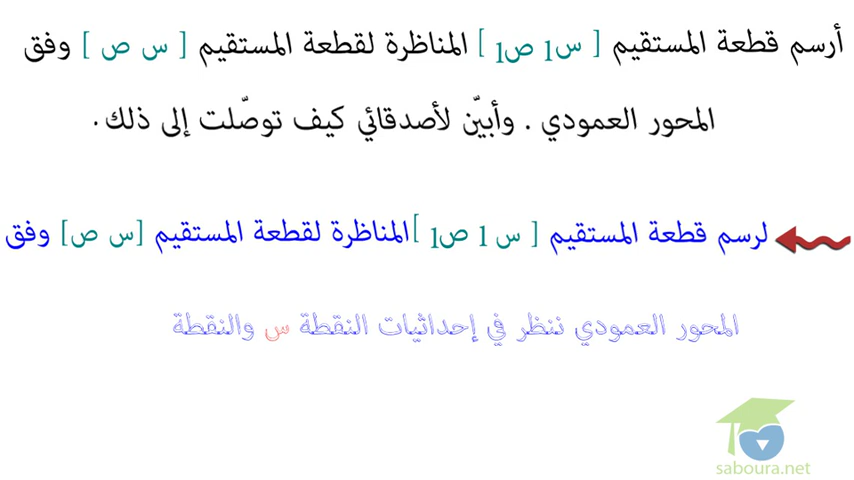 أرسم قطعة المستقيم [ س1 ص1 ] المناظرة لقطعة المستقيم [ س ص ] وفق
المحور العمودي . وأبيّن لأصدقائي كيف توصّلت إلى ذلك .
لرسم قطعة المستقيم [ س 1 ص1 ] المناظرة لقطعة المستقيم [س ص] وفق
المحور العمودي ننظر في إحداثيات النقطة س والنقطة
saboura.net